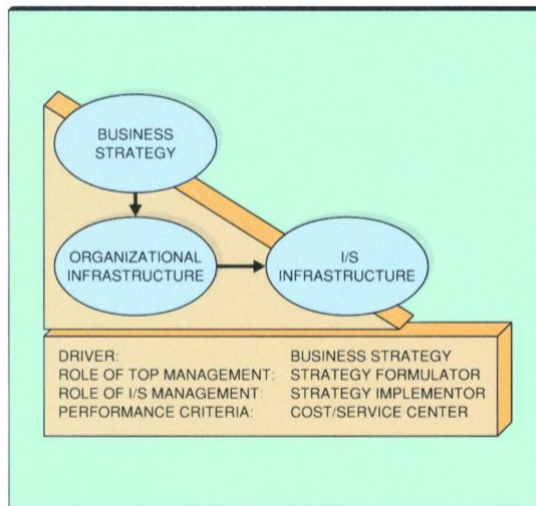 BUSINESS
STRATEGY
ORGANIZATIONAL
INFRASTRUCTURE
I/S
INFRASTRUCTURE
DRIVER: BUSINESS STRATEGY
ROLE OF TOP MANAGEMENT: STRATEGY FORMULATOR
ROLE OF I/S MANAGEMENT: STRATEGY IMPLEMENTOR
PERFORMANCE CRITERIA: COST/SERVICE CENTER